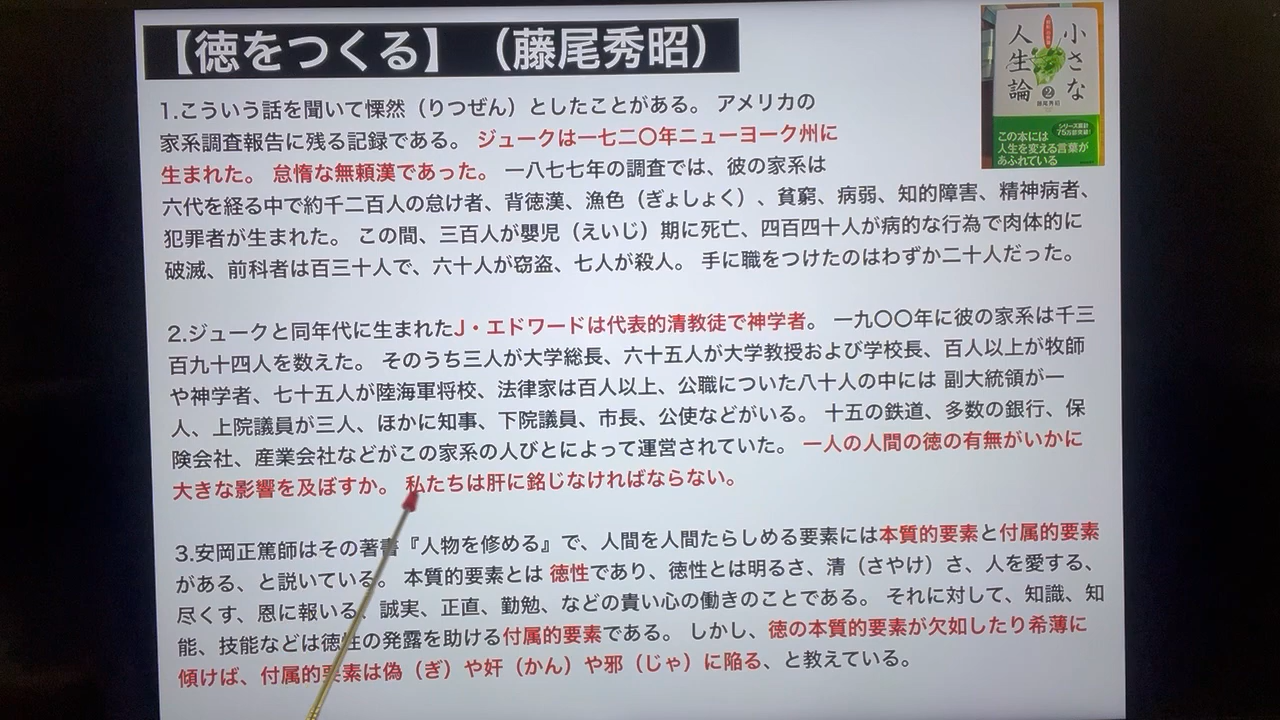 【徳をつくる】 （藤尾秀昭）
1.こういう話を聞いて慄然（りつぜん）としたことがある。 アメリカの
家系調査報告に残る記録である。 ジュークは一七二〇年ニューヨーク州に
生まれた。 怠惰な無頼漢であった。 一八七七年の調査では、彼の家系は
六代を経る中で約千二百人の怠け者、背徳漢、漁色（ぎょしょく）、貧窮、病弱、知的障害、精神病者、
犯罪者が生まれた。 この間、三百人が嬰児（えいじ）期に死亡、四百四十人が病的な行為で肉体的に
破滅、前科者は百三十人で、六十人が窃盗、七人が殺人。 手に職をつけたのはわずか二十人だった。
2.ジュークと同年代に生まれたJ・エドワードは代表的清教徒で神学者。 一九〇〇年に彼の家系は千三
百九十四人を数えた。 そのうち三人が大学総長、六十五人が大学教授および学校長、百人以上が牧師
や神学者、七十五人が陸海軍将校、法律家は百人以上、公職についた八十人の中には 副大統領が一
人、上院議員が三人、ほかに知事、下院議員、市長、公使などがいる。 十五の鉄道、多数の銀行、保
険会社、産業会社などがこの家系の人びとによって運営されていた。 一人の人間の徳の有無がいかに
大きな影響を及ぼすか。 私たちは肝に銘じなければならない。
3.安岡正篤師はその著書『人物を修める』で、人間を人間たらしめる要素には本質的要素と付属的要素
がある、と説いている。 本質的要素とは 徳性であり、徳性とは明るさ、清（さやけ）さ、人を愛する、
尽くす、恩に報いる、誠実、正直、勤勉、などの貴い心の働きのことである。 それに対して、知識、知
能、技能などは徳性の発露を助ける付属的要素である。 しかし、徳の本質的要素が欠如したり希薄に
傾けば、付属的要素は偽（ぎ）や奸（かん）や邪（じゃ）に陥る、と教えている。
小さな
人生論
2
藤尾秀昭
シリーズ累計
75万部突破!
この本には
人生を変える言葉が
あふれている